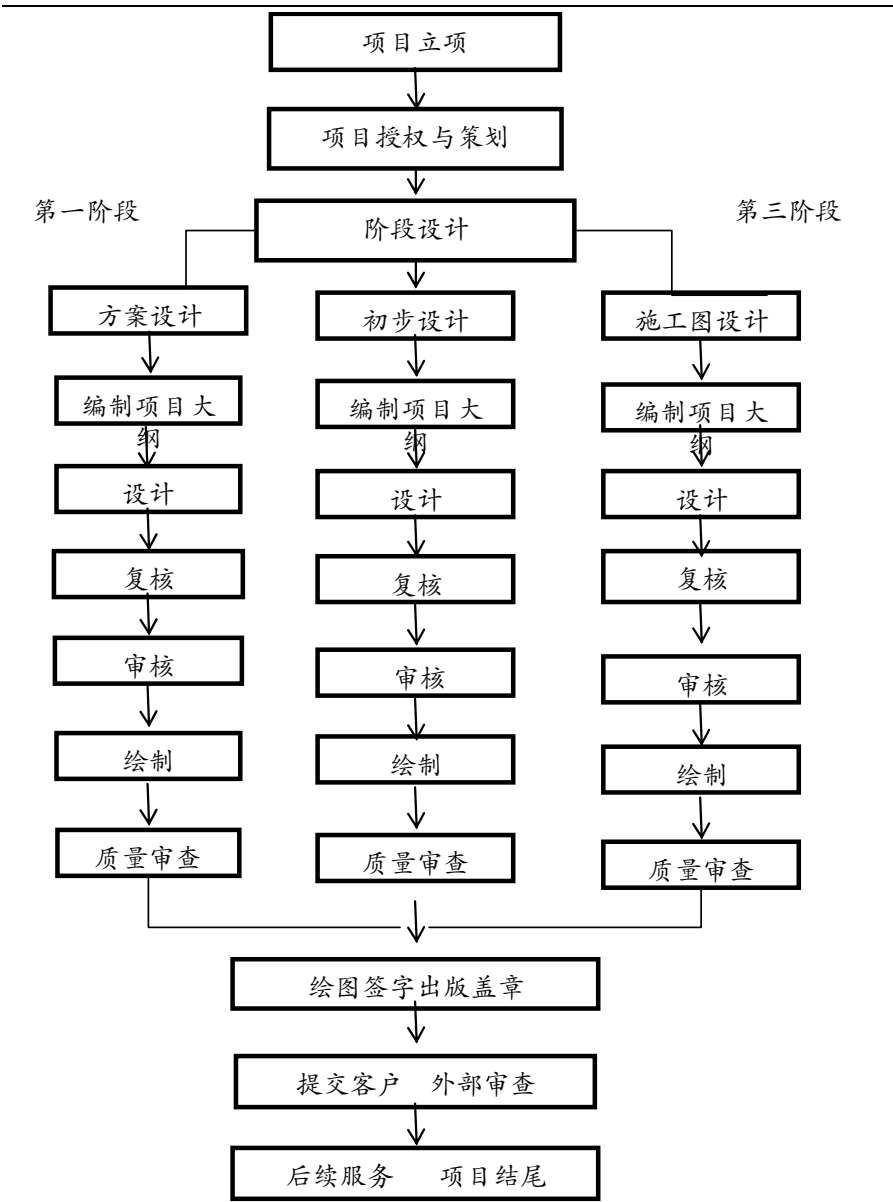 项目立项
项目授权与策划
第一阶段
阶段设计
第三阶段
方案设计
初步设计
施工图设计
编制项目大
纲
编制项目大
纲
编制项目大
纲
设计
设计
设计
复核
复核
复核
审核
审核
审核
绘制
绘制
绘制
质量审查
质量审查
质量审查
绘图签字出版盖章
提交客户 外部审查
后续服务 项目结尾